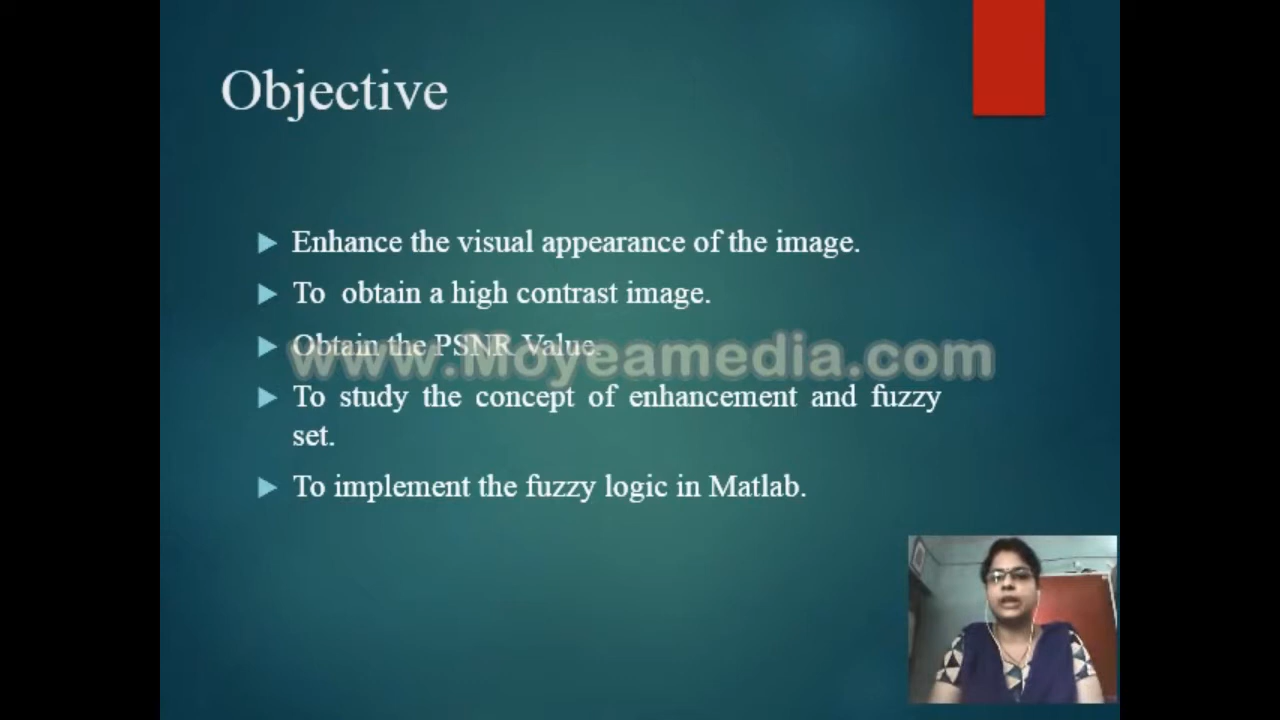 Objective
Enhance the visual appearance of the image.
To obtain a high contrast image.
Obtain the PSNR Value.
www.Moyeamedia.com
To study the concept of enhancement and fuzzy
set.
To implement the fuzzy logic in Matlab.